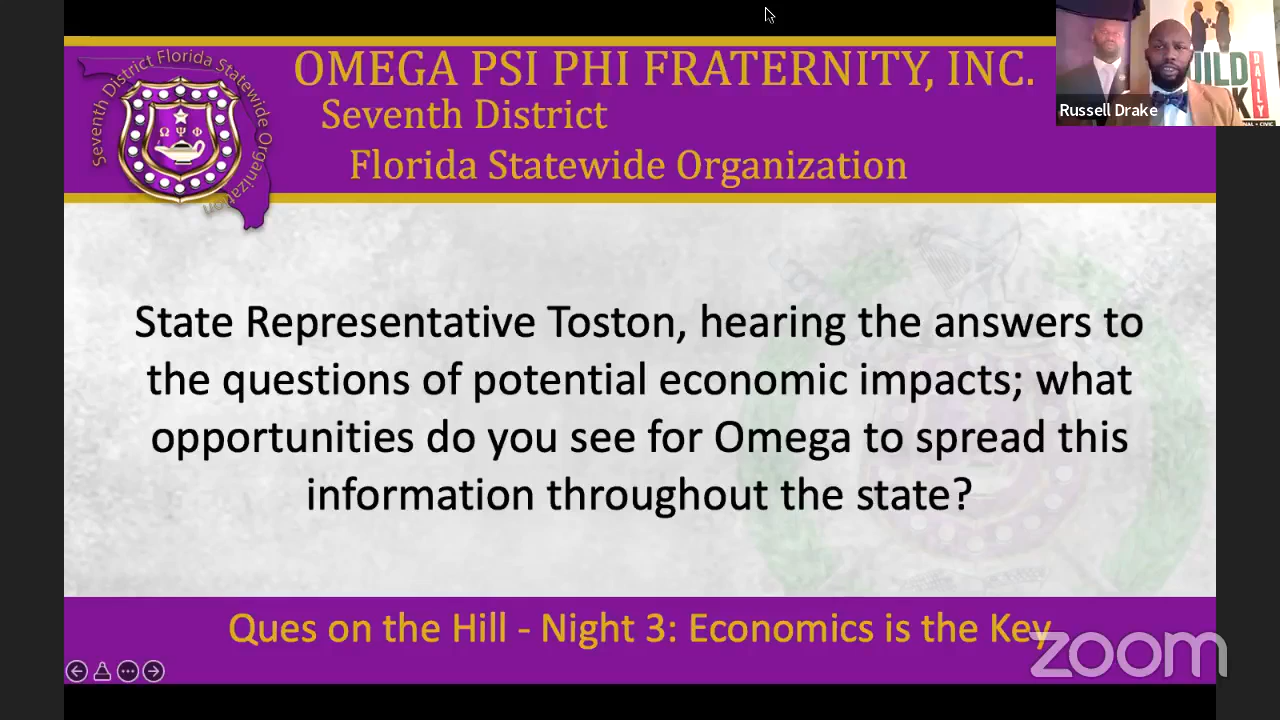 Seventh District Florida Statewide Organization
Ω Ψ Φ
OMEGA PSI PHI FRATERNITY, INC.
Seventh District
Florida Statewide Organization
Russell Drake
State Representative Toston, hearing the answers to
the questions of potential economic impacts; what
opportunities do you see for Omega to spread this
information throughout the state?
Ques on the Hill - Night 3: Economics is the Key
zoom